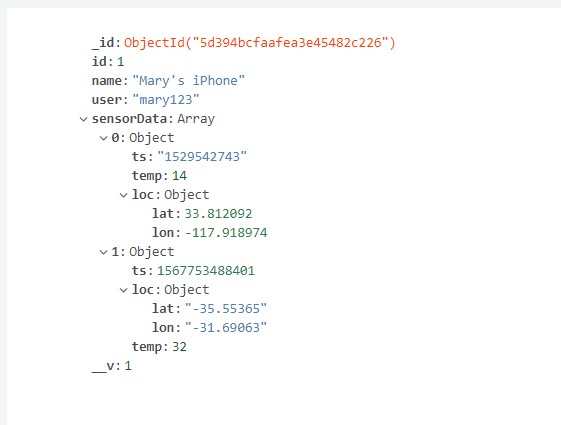 _id:ObjectId("5d394bcfaafea3e45482c226")
id:1
name:"Mary's iPhone"
user:"mary123"
sensorData:Array
0:Object
ts:"1529542743"
temp:14
loc:Object
lat:33.812092
lon:-117.918974
1:Object
ts:1567753488401
loc:Object
lat:"-35.55365"
lon:"-31.69063"
temp:32
__v:1